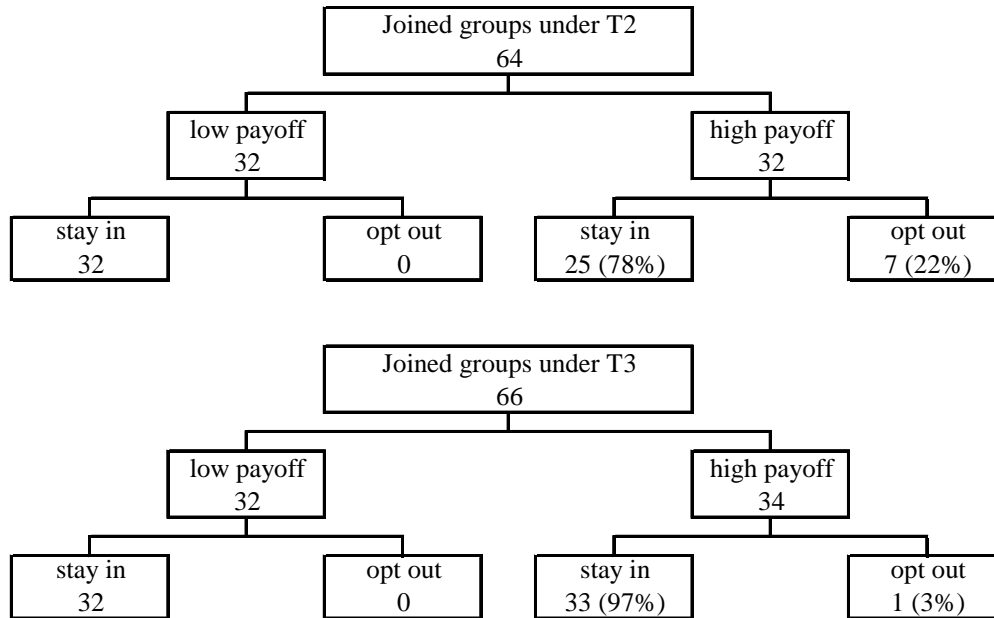 Joined groups under T2
64
low payoff
32
high payoff
32
stay in
32
opt out
0
stay in
25 (78%)
opt out
7 (22%)
Joined groups under T3
66
low payoff
32
high payoff
34
stay in
32
opt out
0
stay in
33 (97%)
opt out
1 (3%)